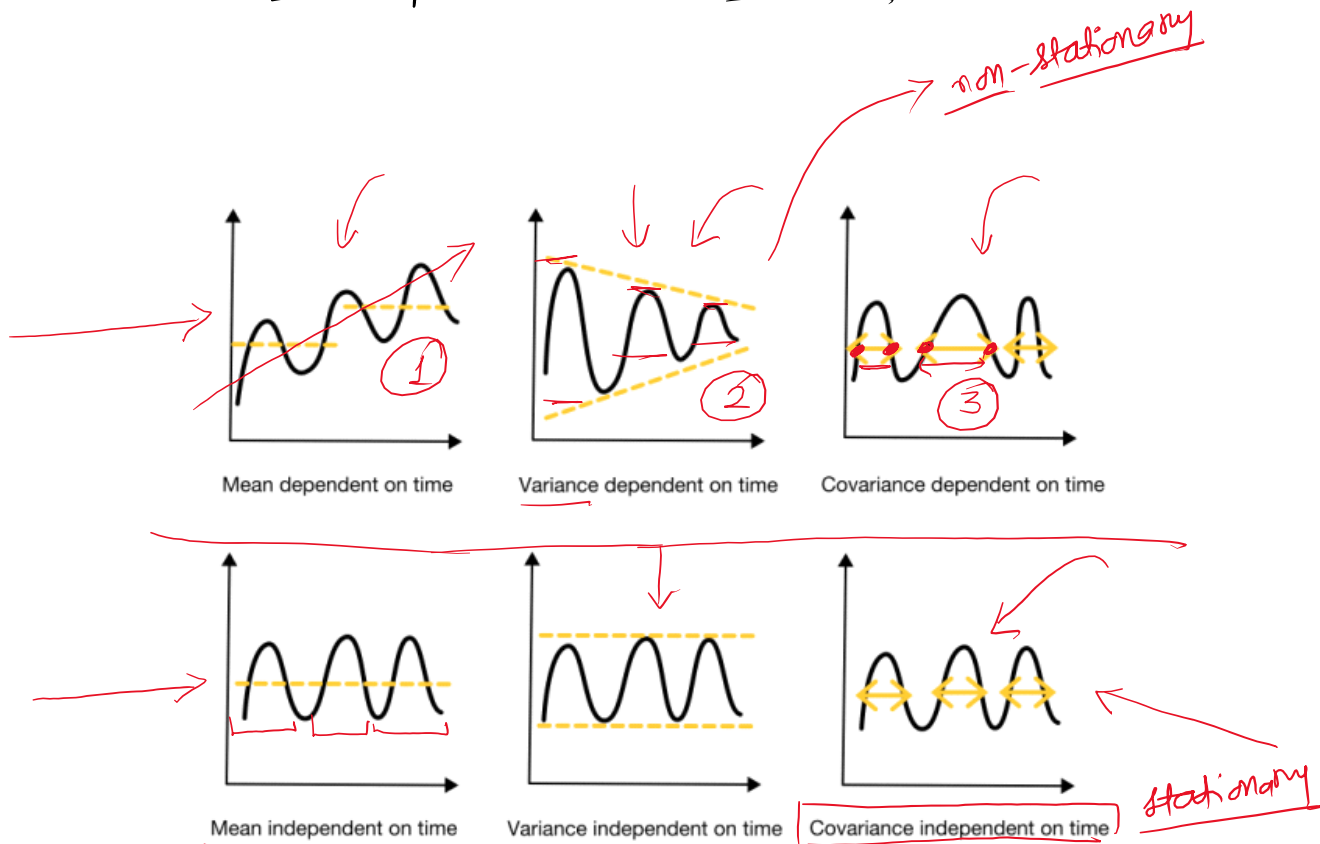 non-stationary
1
2
3
Mean dependent on time
Variance dependent on time
Covariance dependent on time
Mean independent on time
Variance independent on time
Covariance independent on time
stationary